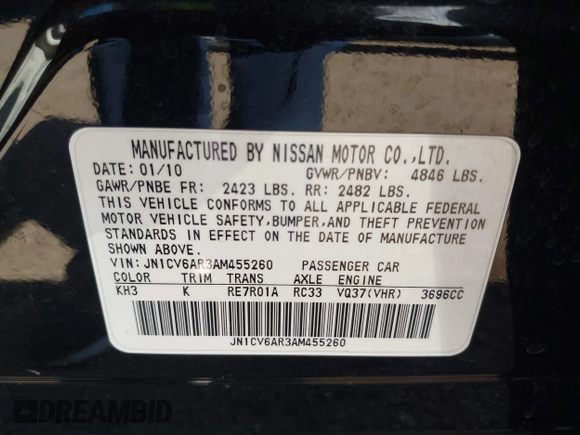 MANUFACTURED BY NISSAN MOTOR CO.,LTD.
DATE: 01/10 GVWR/PNBV: 4846 LBS.
GAWR/PNBE FR: 2423 LBS. RR: 2482 LBS.
THIS VEHICLE CONFORMS TO ALL APPLICABLE FEDERAL
MOTOR VEHICLE SAFETY,BUMPER,AND THEFT PREVENTION
STANDARDS IN EFFECT ON THE DATE OF MANUFACTURE
SHOWN ABOVE.
VIN: JN1CV6AR3AM455260 PASSENGER CAR
COLOR TRIM TRANS AXLE ENGINE
KH3 K RE7R01A RC33 VQ37(VHR) 3696CC
JN1CV6AR3AM455260
DREAMBID